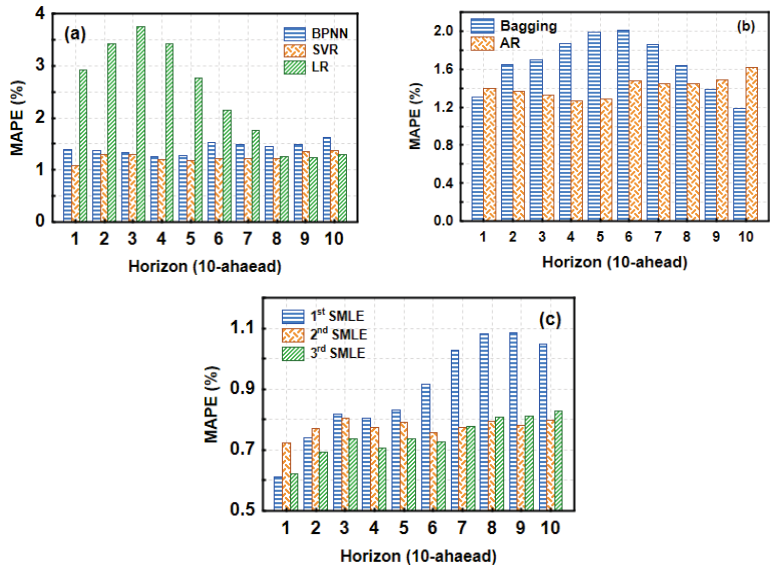 (a)
BPNN
SVR
LR
4
3
2
1
0
MAPE (%)
1 2 3 4 5 6 7 8 9 10
Horizon (10-ahaead)
(b)
Bagging
AR
2.0
1.6
1.2
0.8
0.4
0.0
MAPE (%)
1 2 3 4 5 6 7 8 9 10
Horizon (10-ahead)
(c)
1st SMLE
2nd SMLE
3rd SMLE
1.1
0.9
0.7
0.5
MAPE (%)
1 2 3 4 5 6 7 8 9 10
Horizon (10-ahaead)